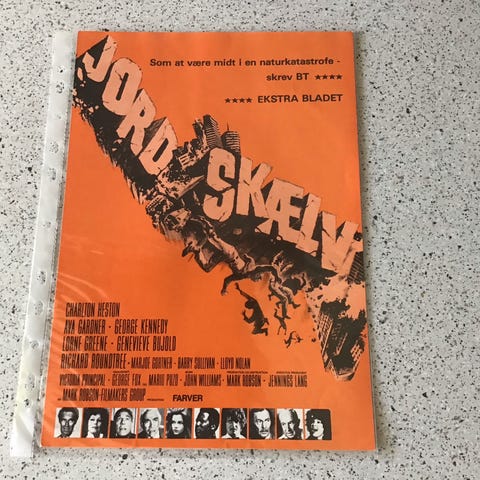 Som at være midt i en naturkatastrofe -
skrev BT ★★★★
★★★★ EKSTRA BLADET
JORD
SKÆLV
CHARLTON HESTON
AVA GARDNER - GEORGE KENNEDY
LORNE GREENE - GENEVIEVE BUJOLD
RICHARD ROUNDTREE - MARJOE GORTNER - BARRY SULLIVAN - LLOYD NOLAN
VICTORIA PRINCIPAL - GEORGE FOX - MARIO PUZO - JOHN WILLIAMS - MARK ROBSON - JENNINGS LANG
MARK ROBSON-FILMAKERS GROUP
FARVER